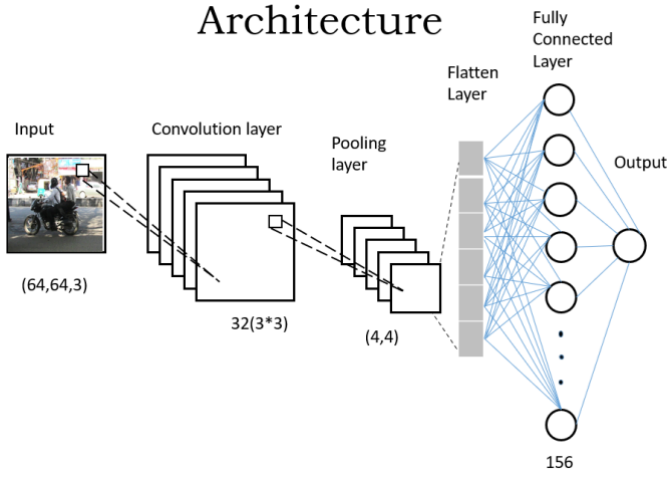 Architecture
Fully
Connected
Layer
Flatten
Layer
Input
Convolution layer
Pooling
layer
Output
(64,64,3)
32(3*3)
(4,4)
156